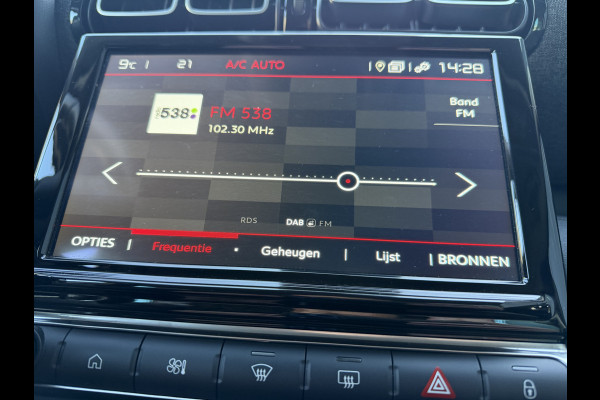 9°C | 21 A/C AUTO | | 14:28
538
FM 538
102.30 MHz
Band
FM
RDS DAB FM
OPTIES | Frequentie • Geheugen | Lijst | BRONNEN